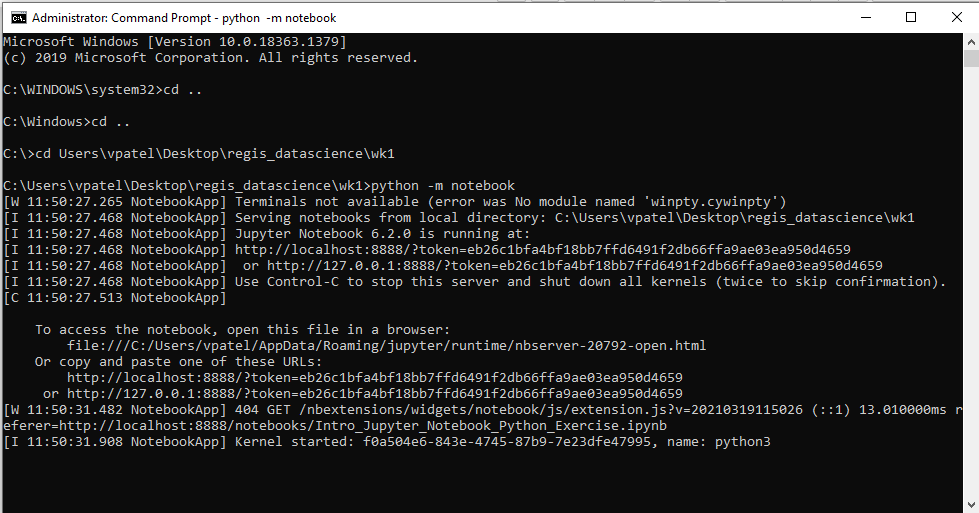 Administrator: Command Prompt - python  -m notebook
Microsoft Windows [Version 10.0.18363.1379]
(c) 2019 Microsoft Corporation. All rights reserved.
C:\WINDOWS\system32>cd ..
C:\Windows>cd ..
C:\>cd Users\vpatel\Desktop\regis_datascience\wk1
C:\Users\vpatel\Desktop\regis_datascience\wk1>python -m notebook
[W 11:50:27.265 NotebookApp] Terminals not available (error was No module named 'winpty.cywinpty')
[I 11:50:27.468 NotebookApp] Serving notebooks from local directory: C:\Users\vpatel\Desktop\regis_datascience\wk1
[I 11:50:27.468 NotebookApp] Jupyter Notebook 6.2.0 is running at:
[I 11:50:27.468 NotebookApp] http://localhost:8888/?token=eb26c1bfa4bf18bb7ffd6491f2db66ffa9ae03ea950d4659
[I 11:50:27.468 NotebookApp]  or http://127.0.0.1:8888/?token=eb26c1bfa4bf18bb7ffd6491f2db66ffa9ae03ea950d4659
[I 11:50:27.468 NotebookApp] Use Control-C to stop this server and shut down all kernels (twice to skip confirmation).
[C 11:50:27.513 NotebookApp]
To access the notebook, open this file in a browser:
file:///C:/Users/vpatel/AppData/Roaming/jupyter/runtime/nbserver-20792-open.html
Or copy and paste one of these URLs:
http://localhost:8888/?token=eb26c1bfa4bf18bb7ffd6491f2db66ffa9ae03ea950d4659
or http://127.0.0.1:8888/?token=eb26c1bfa4bf18bb7ffd6491f2db66ffa9ae03ea950d4659
[W 11:50:31.482 NotebookApp] 404 GET /nbextensions/widgets/notebook/js/extension.js?v=20210319115026 (::1) 13.010000ms r
eferer=http://localhost:8888/notebooks/Intro_Jupyter_Notebook_Python_Exercise.ipynb
[I 11:50:31.908 NotebookApp] Kernel started: f0a504e6-843e-4745-87b9-7e23dfe47995, name: python3